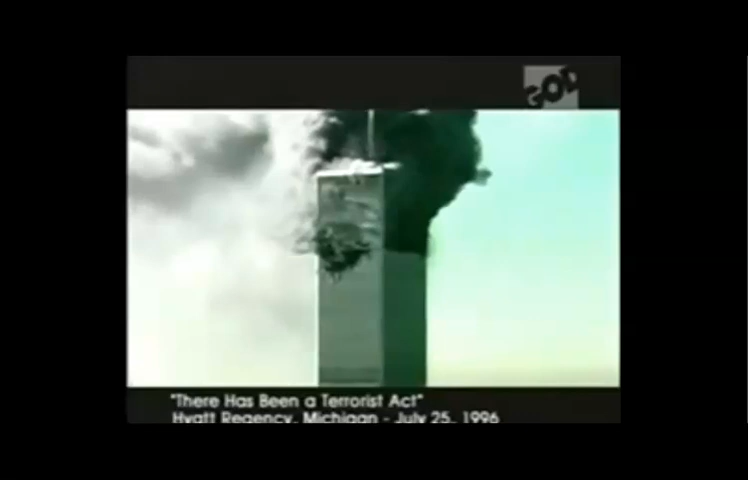 GOD
"There Has Been a Terrorist Act"
Hyatt Regency, Michigan - July 25, 1996